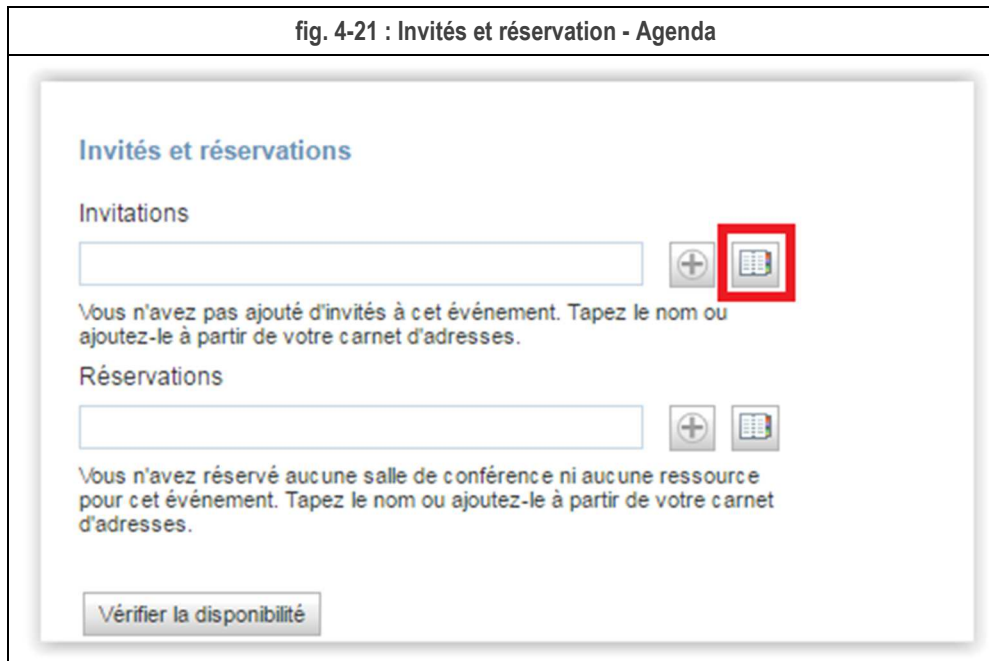 fig. 4-21 : Invités et réservation - Agenda
Invités et réservations
Invitations
Vous n'avez pas ajouté d'invités à cet événement. Tapez le nom ou
ajoutez-le à partir de votre carnet d'adresses.
Réservations
Vous n'avez réservé aucune salle de conférence ni aucune ressource
pour cet événement. Tapez le nom ou ajoutez-le à partir de votre carnet
d'adresses.
Vérifier la disponibilité